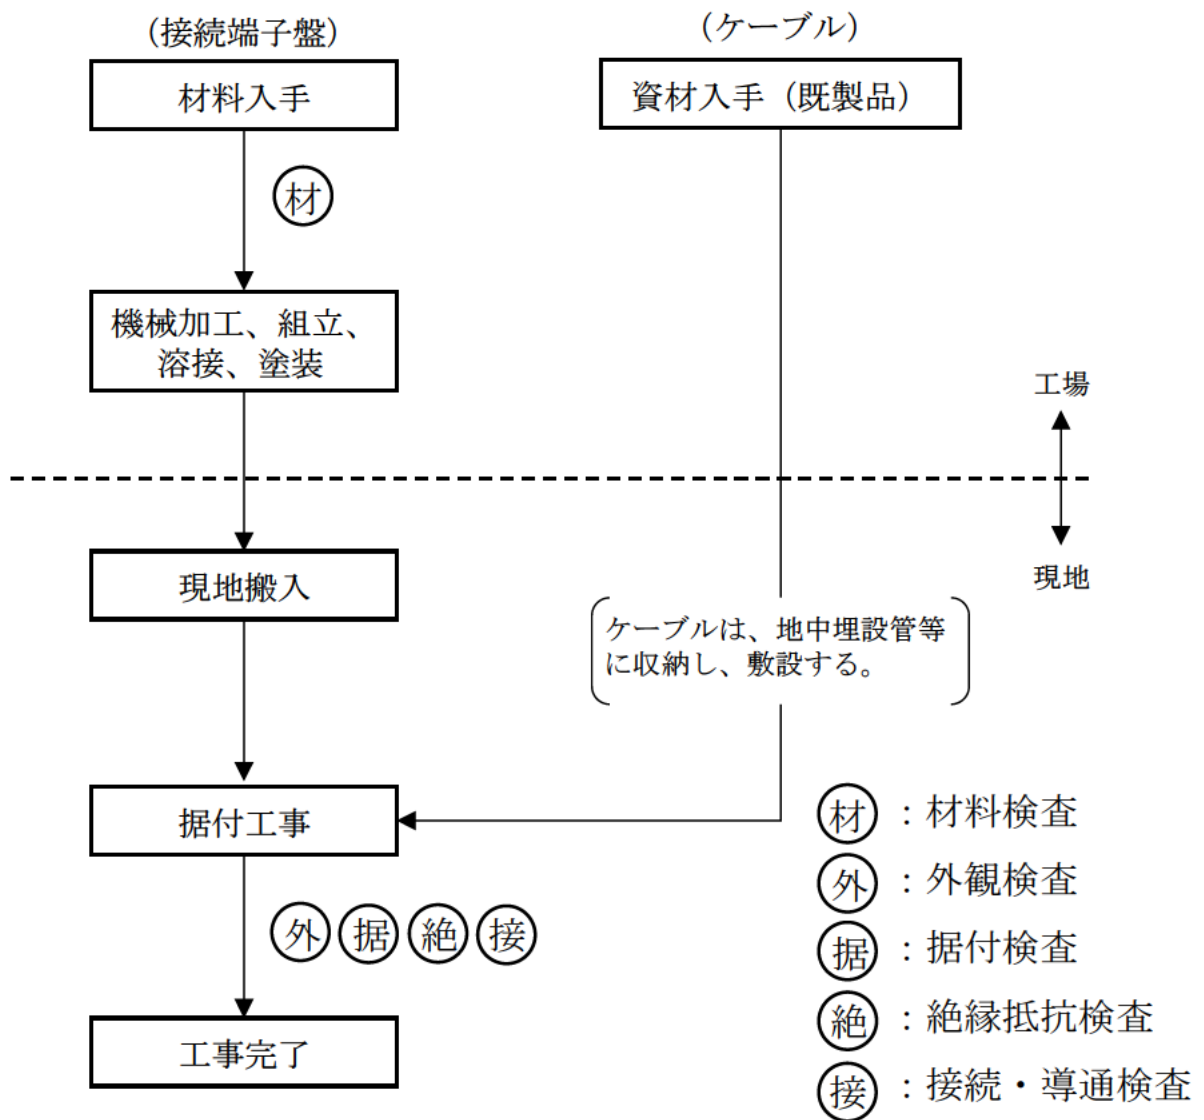 (接続端子盤)
(ケーブル)
材料入手
資材入手（既製品）
材
機械加工、組立、
溶接、塗装
工場
現地
現地搬入
ケーブルは、地中埋設管等
に収納し、敷設する。
据付工事
外 据 絶 接
工事完了
材：材料検査
外：外観検査
据：据付検査
絶：絶縁抵抗検査
接：接続・導通検査